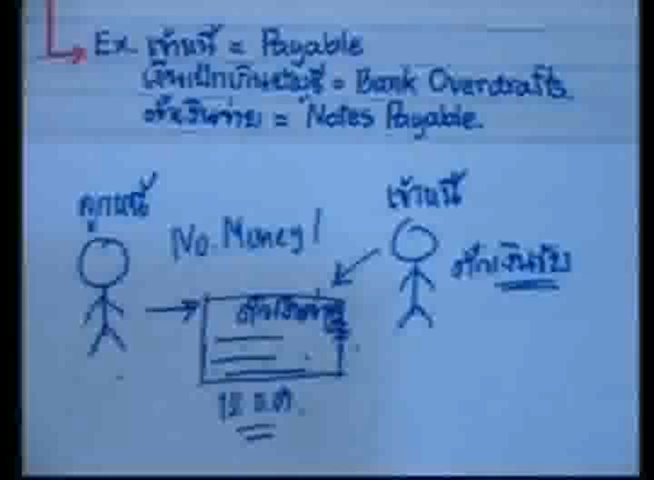 Ex. เจ้าหนี้ = Payable
เงินเบิกเกินบัญชี = Bank Overdrafts.
ตั๋วเงินจ่าย = Notes Payable.
ลูกหนี้
เจ้าหนี้
No. Money!
ตั๋วเงินรับ
ตั๋วเงินจ่าย